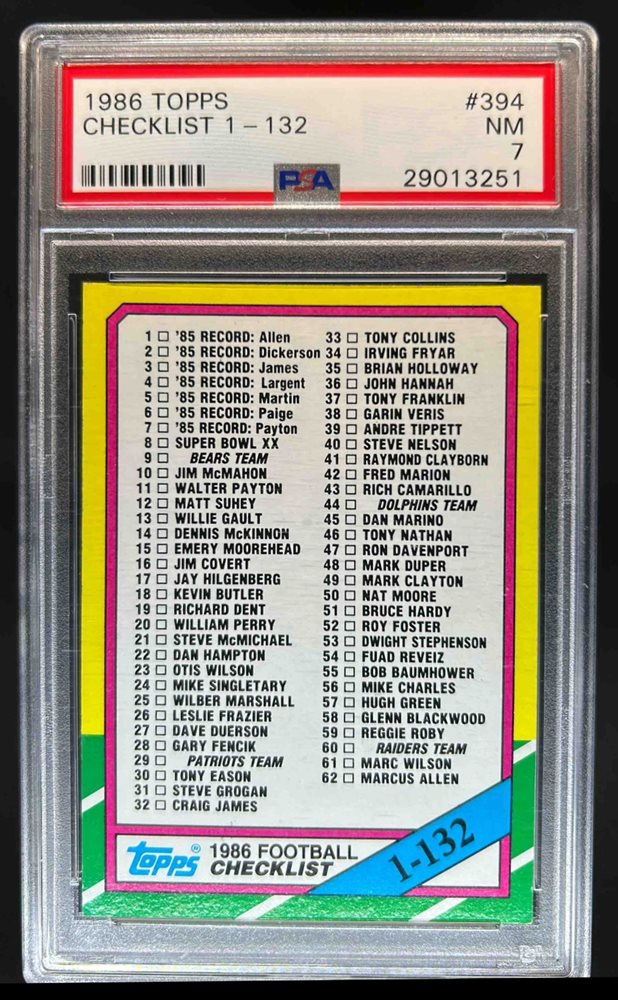 1986 TOPPS #394
CHECKLIST 1-132 NM
7
PSA 29013251
1 □ '85 RECORD: Allen
2 □ '85 RECORD: Dickerson
3 □ '85 RECORD: James
4 □ '85 RECORD: Largent
5 □ '85 RECORD: Martin
6 □ '85 RECORD: Paige
7 □ '85 RECORD: Payton
8 □ SUPER BOWL XX
9 □ BEARS TEAM
10 □ JIM McMAHON
11 □ WALTER PAYTON
12 □ MATT SUHEY
13 □ WILLIE GAULT
14 □ DENNIS McKINNON
15 □ EMERY MOOREHEAD
16 □ JIM COVERT
17 □ JAY HILGENBERG
18 □ KEVIN BUTLER
19 □ RICHARD DENT
20 □ WILLIAM PERRY
21 □ STEVE McMICHAEL
22 □ DAN HAMPTON
23 □ OTIS WILSON
24 □ MIKE SINGLETARY
25 □ WILBER MARSHALL
26 □ LESLIE FRAZIER
27 □ DAVE DUERSON
28 □ GARY FENCIK
29 □ PATRIOTS TEAM
30 □ TONY EASON
31 □ STEVE GROGAN
32 □ CRAIG JAMES
33 □ TONY COLLINS
34 □ IRVING FRYAR
35 □ BRIAN HOLLOWAY
36 □ JOHN HANNAH
37 □ TONY FRANKLIN
38 □ GARIN VERIS
39 □ ANDRE TIPPETT
40 □ STEVE NELSON
41 □ RAYMOND CLAYBORN
42 □ FRED MARION
43 □ RICH CAMARILLO
44 □ DOLPHINS TEAM
45 □ DAN MARINO
46 □ TONY NATHAN
47 □ RON DAVENPORT
48 □ MARK DUPER
49 □ MARK CLAYTON
50 □ NAT MOORE
51 □ BRUCE HARDY
52 □ ROY FOSTER
53 □ DWIGHT STEPHENSON
54 □ FUAD REVEIZ
55 □ BOB BAUMHOWER
56 □ MIKE CHARLES
57 □ HUGH GREEN
58 □ GLENN BLACKWOOD
59 □ REGGIE ROBY
60 □ RAIDERS TEAM
61 □ MARC WILSON
62 □ MARCUS ALLEN
topps® 1986 FOOTBALL
CHECKLIST
1-132